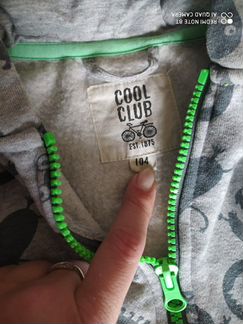 REDMI NOTE 8T
AI QUAD CAMERA
COOL
CLUB
EST. 1875
104